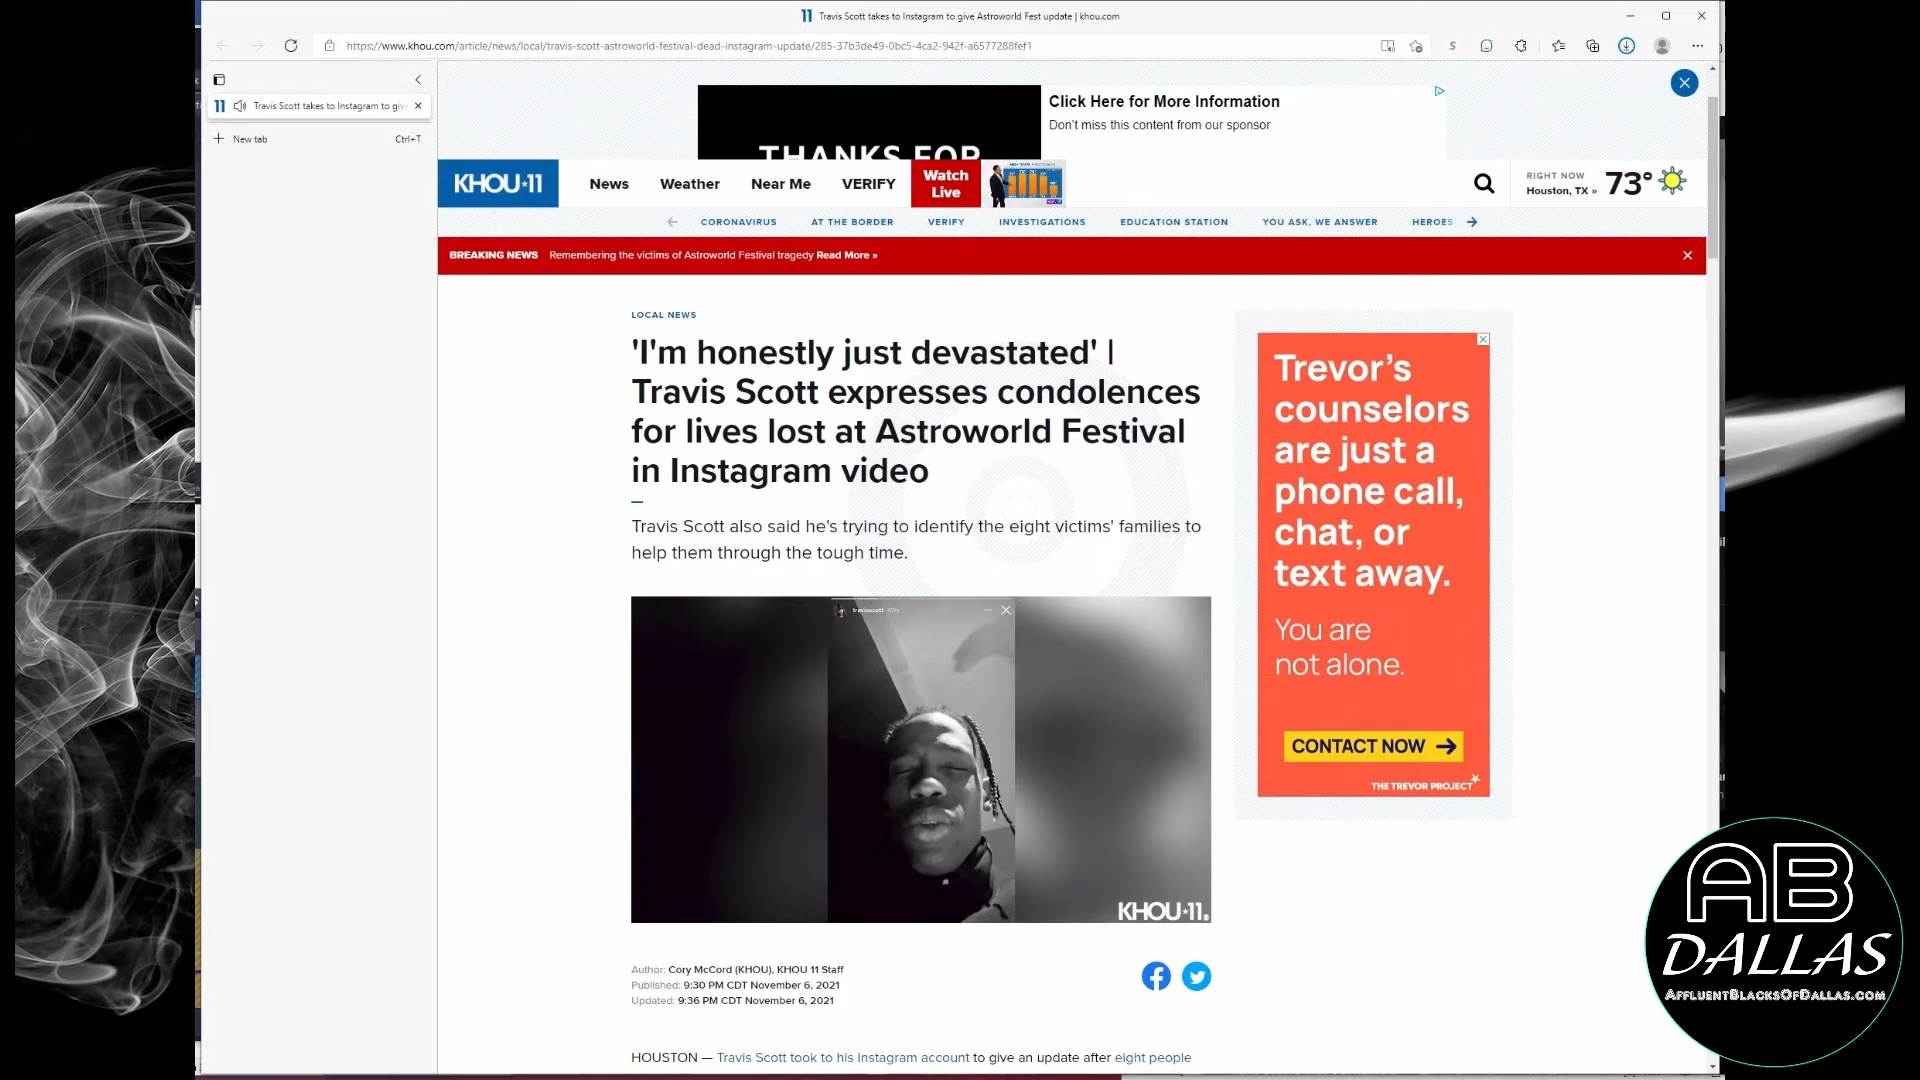 11 Travis Scott takes to Instagram to give Astroworld Fest update | khou.com
https://www.khou.com/article/news/local/travis-scott-astroworld-festival-dead-instagram-update/285-37b3de49-0bc5-4ca2-942f-a6577288fef1
11 Travis Scott takes to Instagram to giv
New tab Ctrl+T
THANKS FOR
Click Here for More Information
Don't miss this content from our sponsor
KHOU★11
News Weather Near Me VERIFY
Watch
Live
RIGHT NOW
Houston, TX »
73°
CORONAVIRUS AT THE BORDER VERIFY INVESTIGATIONS EDUCATION STATION YOU ASK, WE ANSWER HEROES
BREAKING NEWS Remembering the victims of Astroworld Festival tragedy Read More »
LOCAL NEWS
'I'm honestly just devastated' |
Travis Scott expresses condolences
for lives lost at Astroworld Festival
in Instagram video
Travis Scott also said he's trying to identify the eight victims' families to
help them through the tough time.
travisscott
KHOU★11
Author: Cory McCord (KHOU), KHOU 11 Staff
Published: 9:30 PM CDT November 6, 2021
Updated: 9:36 PM CDT November 6, 2021
HOUSTON — Travis Scott took to his Instagram account to give an update after eight people
Trevor's
counselors
are just a
phone call,
chat, or
text away.
You are
not alone.
CONTACT NOW →
THE TREVOR PROJECT
AB
DALLAS
AFFLUENTBLACKSOFDALLAS.COM